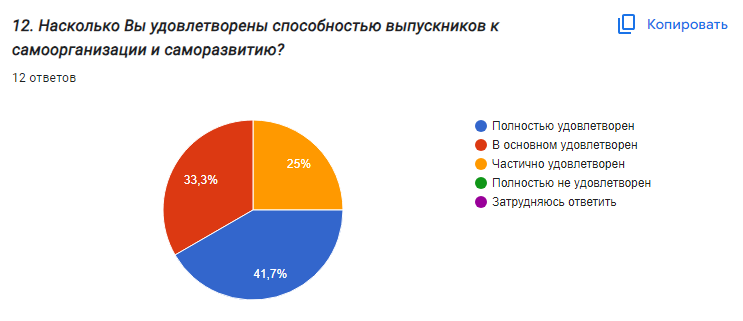 12. Насколько Вы удовлетворены способностью выпускников к
самоорганизации и саморазвитию?
Копировать
12 ответов
25%
33,3%
41,7%
Полностью удовлетворен
В основном удовлетворен
Частично удовлетворен
Полностью не удовлетворен
Затрудняюсь ответить